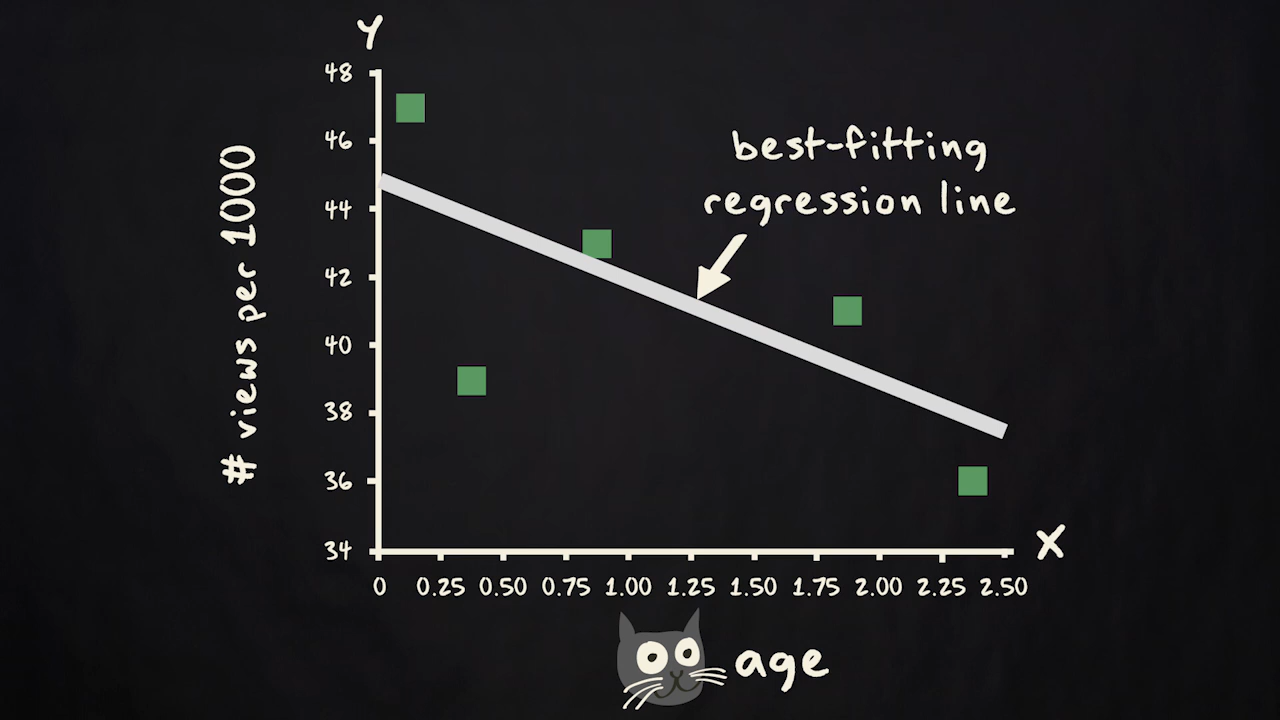 Y
48
46
44
42
40
38
36
34
# views per 1000
best-fitting
regression line
X
0 0.25 0.50 0.75 1.00 1.25 1.50 1.75 2.00 2.25 2.50
age